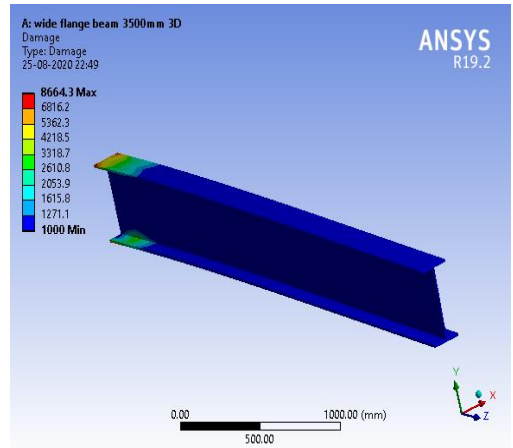 A: wide flange beam 3500mm 3D
Damage
Type: Damage
25-08-2020 22:49
ANSYS
R19.2
8664.3 Max
6816.2
5362.3
4218.5
3318.7
2610.8
2053.9
1615.8
1271.1
1000 Min
0.00 1000.00 (mm)
500.00
Y
X
Z